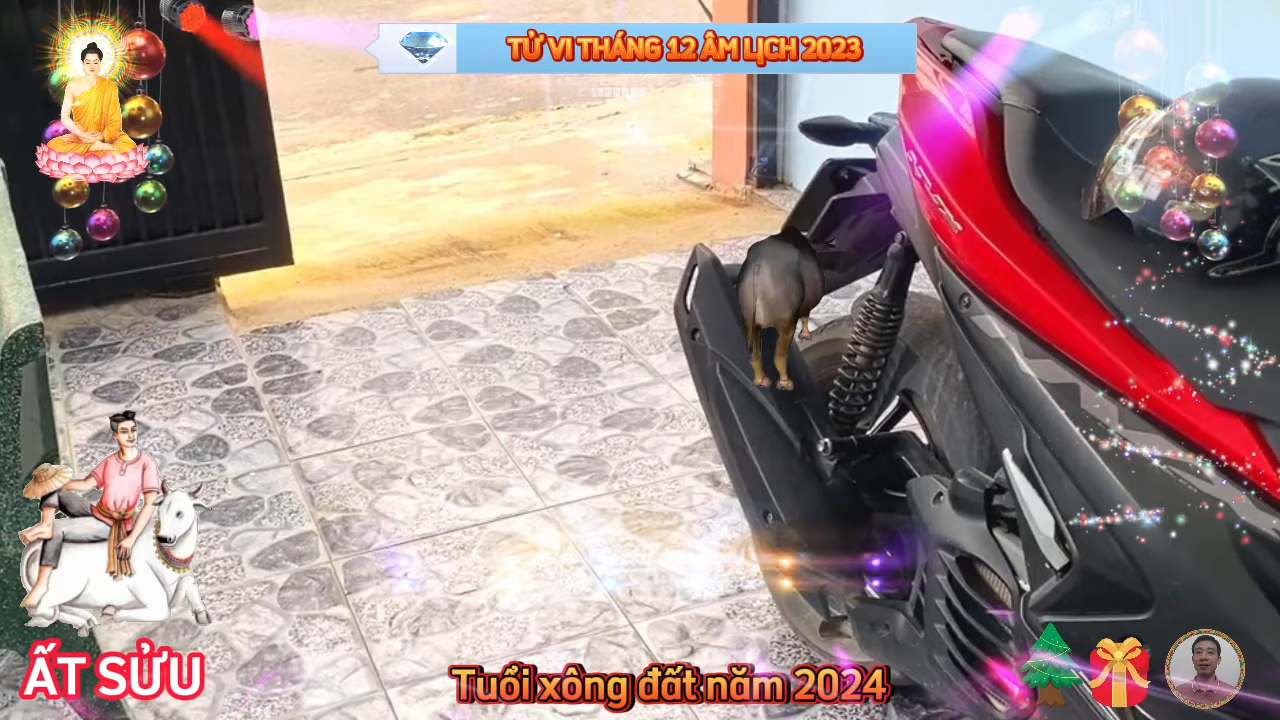 TỬ VI THÁNG 12 ÂM LỊCH 2023
ẤT SỬU
Tuổi xông đất năm 2024